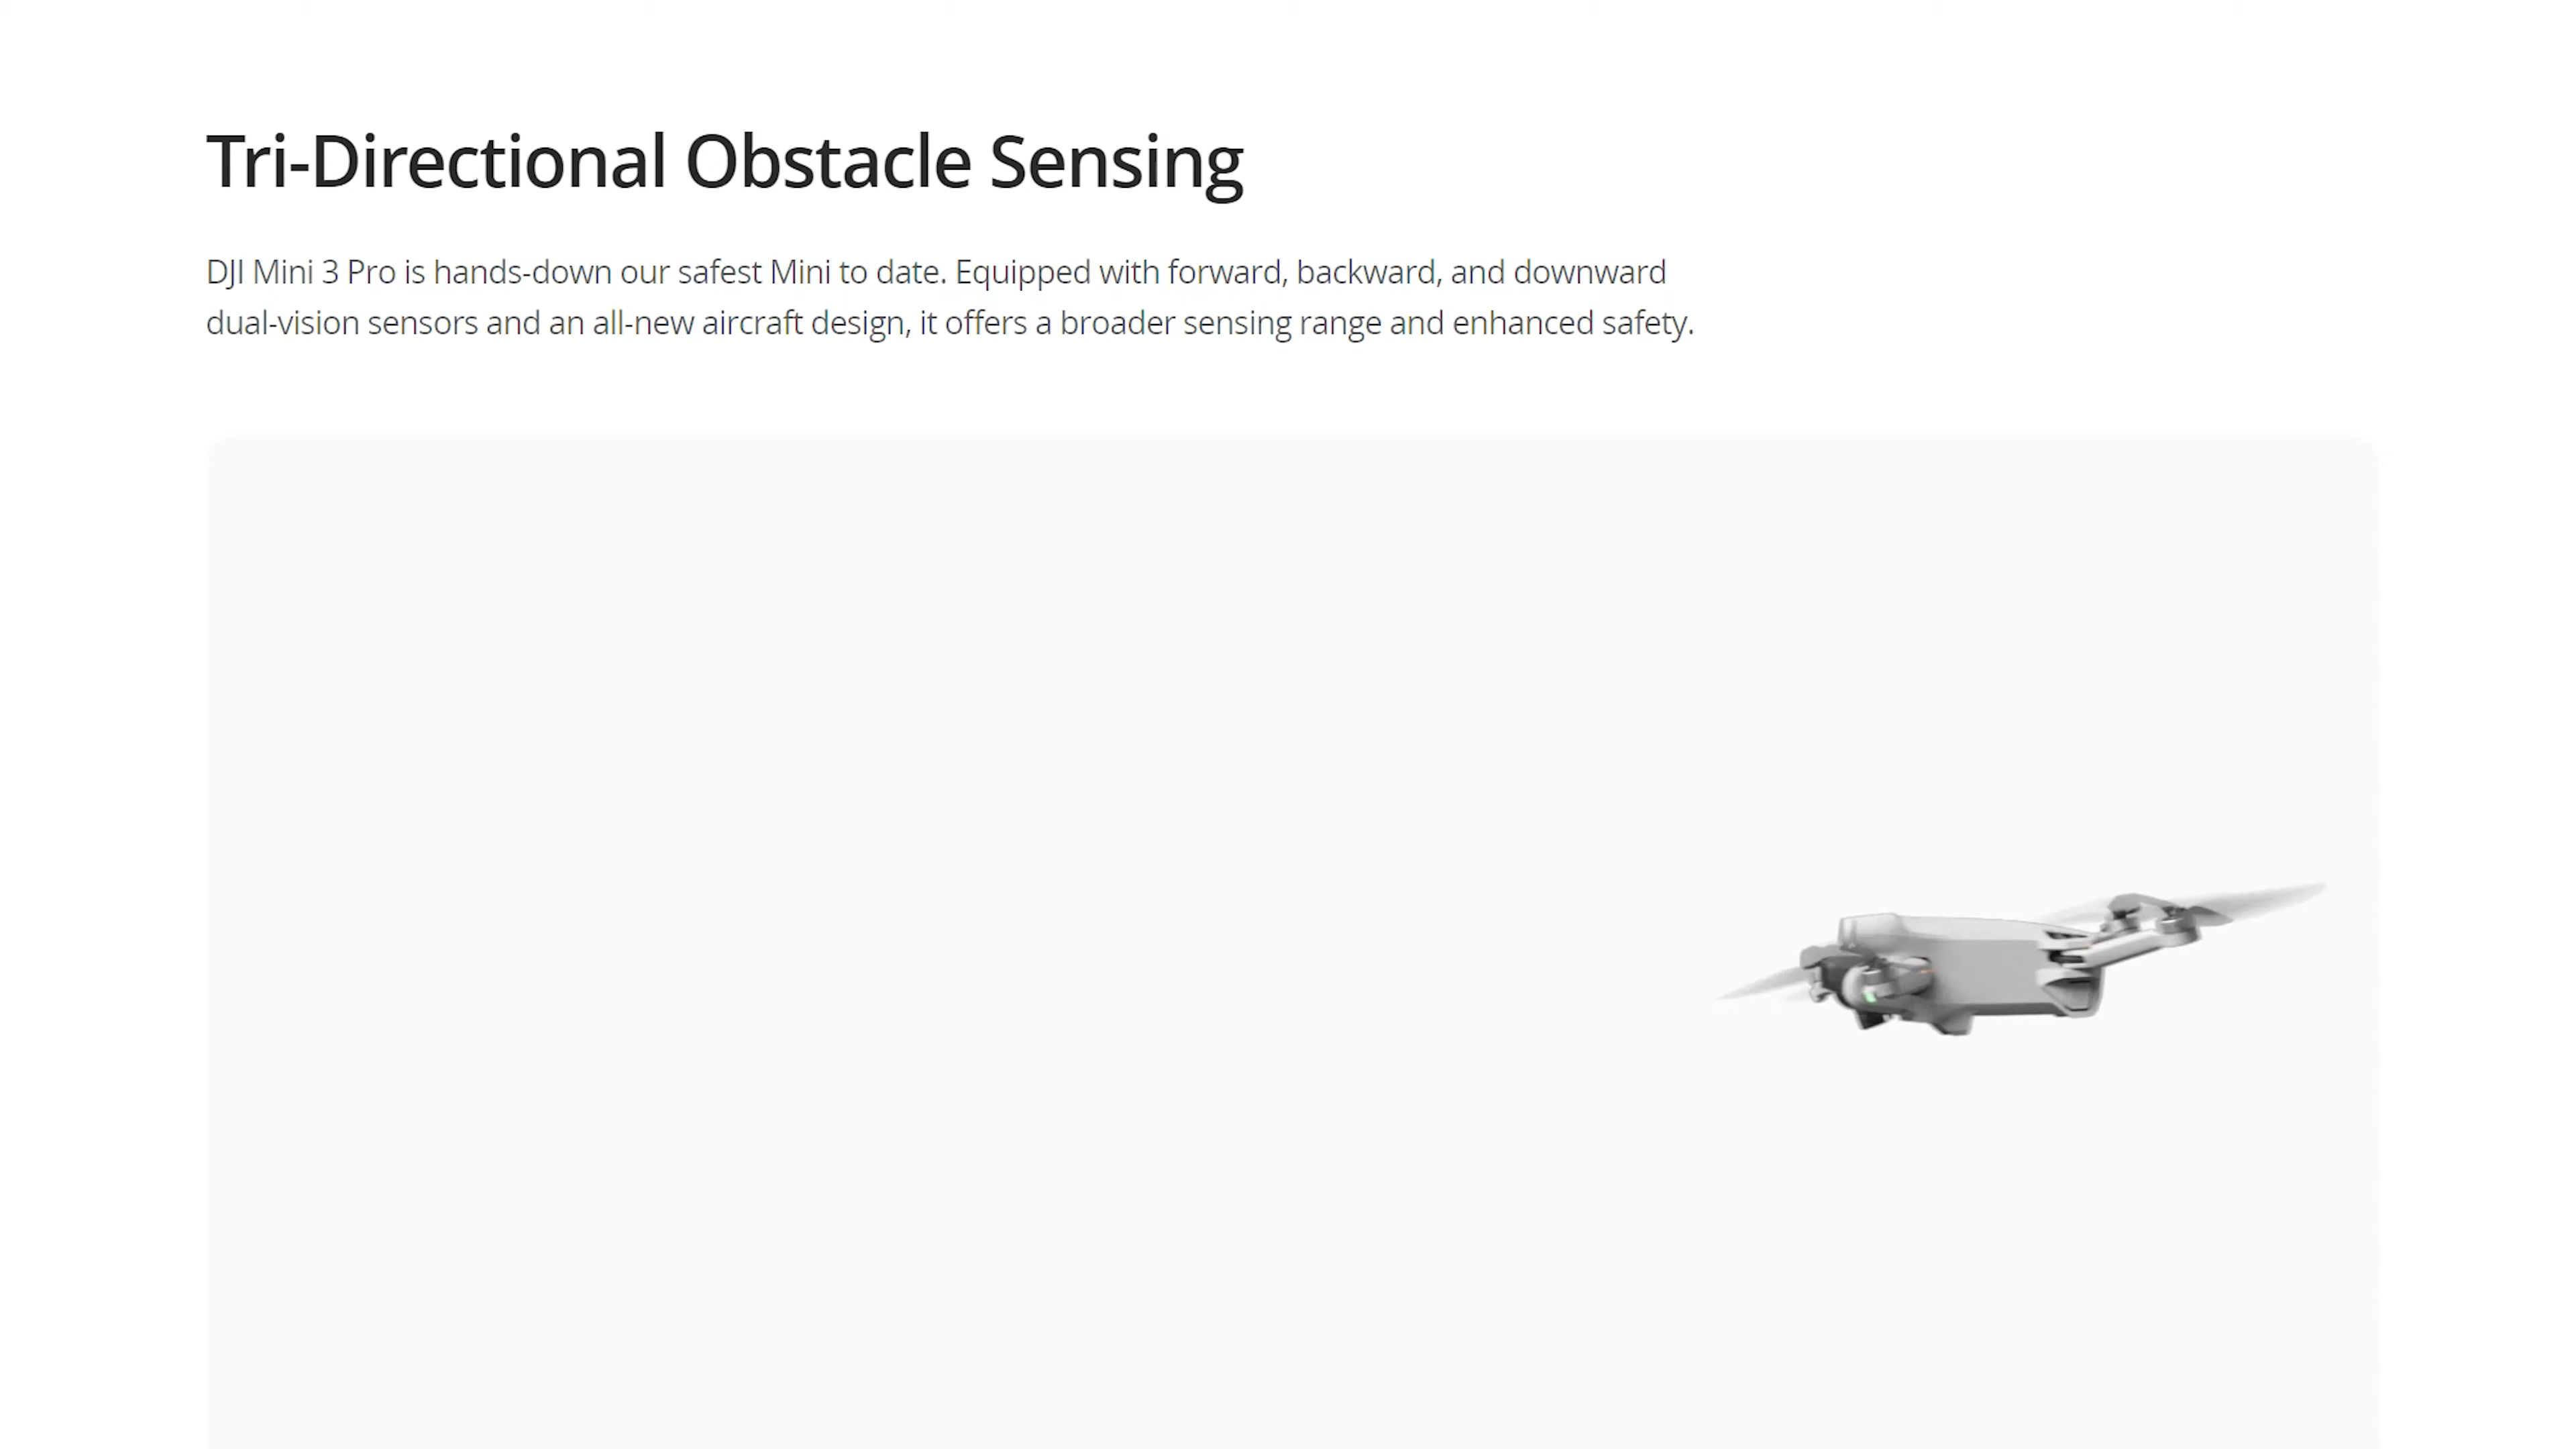 Tri-Directional Obstacle Sensing
DJI Mini 3 Pro is hands-down our safest Mini to date. Equipped with forward, backward, and downward
dual-vision sensors and an all-new aircraft design, it offers a broader sensing range and enhanced safety.